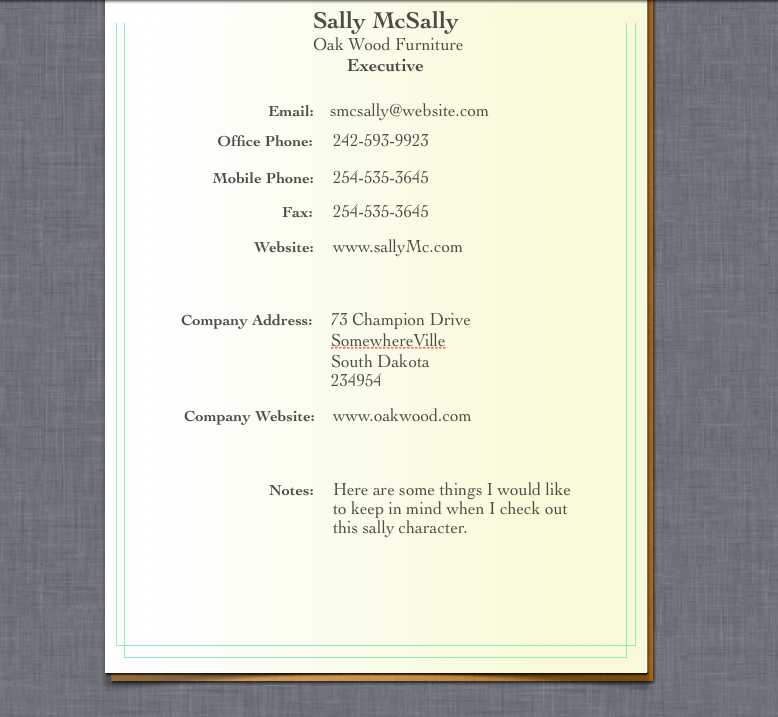 Sally McSally
Oak Wood Furniture
Executive
Email: smcsally@website.com
Office Phone: 242-593-9923
Mobile Phone: 254-535-3645
Fax: 254-535-3645
Website: www.sallyMc.com
Company Address: 73 Champion Drive
SomewhereVille
South Dakota
234954
Company Website: www.oakwood.com
Notes: Here are some things I would like
to keep in mind when I check out
this sally character.